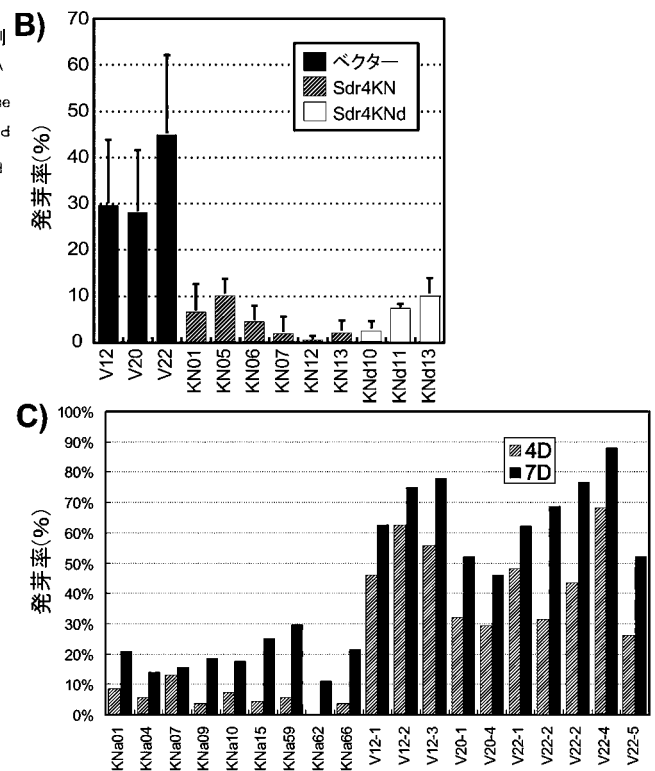 B)
70
60
50
40
30
20
10
0
発芽率(%)
ベクター
Sdr4KN
Sdr4KNd
V12
V20
V22
KN01
KN05
KN06
KN07
KN12
KN13
KNd10
KNd11
KNd13
C)
100%
90%
80%
70%
60%
50%
40%
30%
20%
10%
0%
発芽率(%)
4D
7D
KNa01
KNa04
KNa07
KNa09
KNa10
KNa15
KNa59
KNa62
KNa66
V12-1
V12-2
V12-3
V20-1
V20-4
V22-1
V22-2
V22-2
V22-4
V22-5